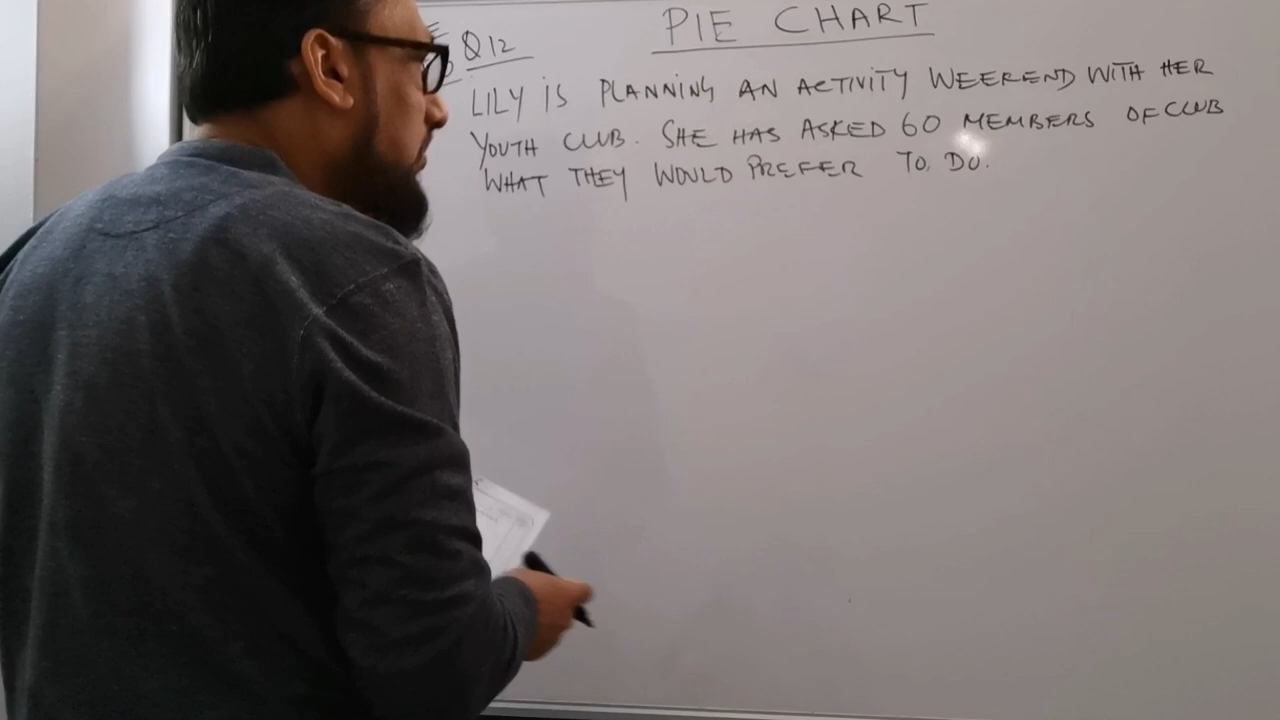 PIE CHART
Q12
LILY IS PLANNING AN ACTIVITY WEEREND WITH HER
YOUTH CLUB. SHE HAS ASKED 60 MEMBERS OF CLUB
WHAT THEY WOULD PREFER TO. DO.